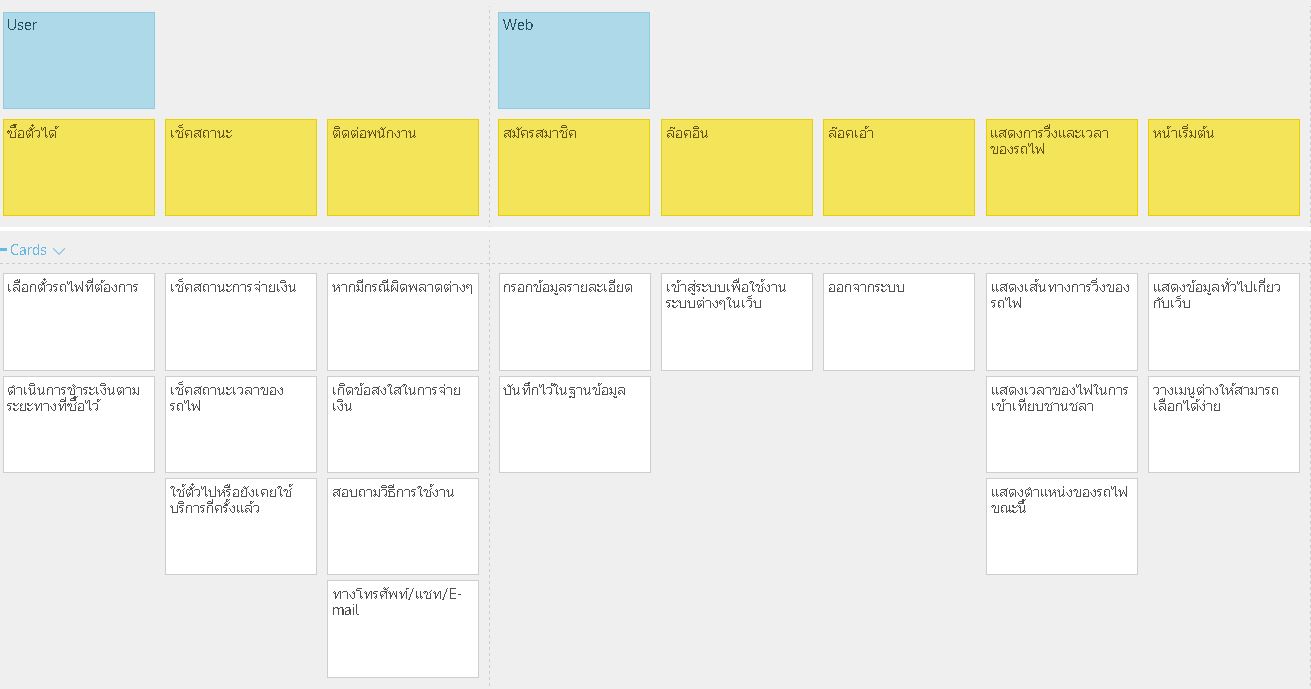 User
Web
ซื้อตั๋วได้
เช็คสถานะ
ติดต่อพนักงาน
สมัครสมาชิค
ล๊อคอิน
ล๊อคเอ้า
แสดงการวิ่งและเวลา
ของรถไฟ
หน้าเริ่มต้น
Cards
เลือกตั๋วรถไฟที่ต้องการ
เช็คสถานะการจ่ายเงิน
หากมีกรณีผิดพลาดต่างๆ
กรอกข้อมูลรายละเอียด
เข้าสู่ระบบเพื่อใช้งาน
ระบบต่างๆในเว็บ
ออกจากระบบ
แสดงเส้นทางการวิ่งของ
รถไฟ
แสดงข้อมูลทั่วไปเกี่ยว
กับเว็บ
ดำเนินการชำระเงินตาม
ระยะทางที่ซื้อไว้
เช็คสถานะเวลาของ
รถไฟ
เกิดข้อสงใสในการจ่าย
เงิน
บันทึกไว้ในฐานข้อมูล
แสดงเวลาของไฟในการ
เข้าเทียบชานชลา
วางเมนูต่างให้สามารถ
เลือกได้ง่าย
ใช้ตั๋วไปหรือยังเคยใช้
บริการกี่ครั้งแล้ว
สอบถามวิธีการใช้งาน
แสดงตำแหน่งของรถไฟ
ขณะนี้
ทางโทรศัพท์/แชท/E-
mail